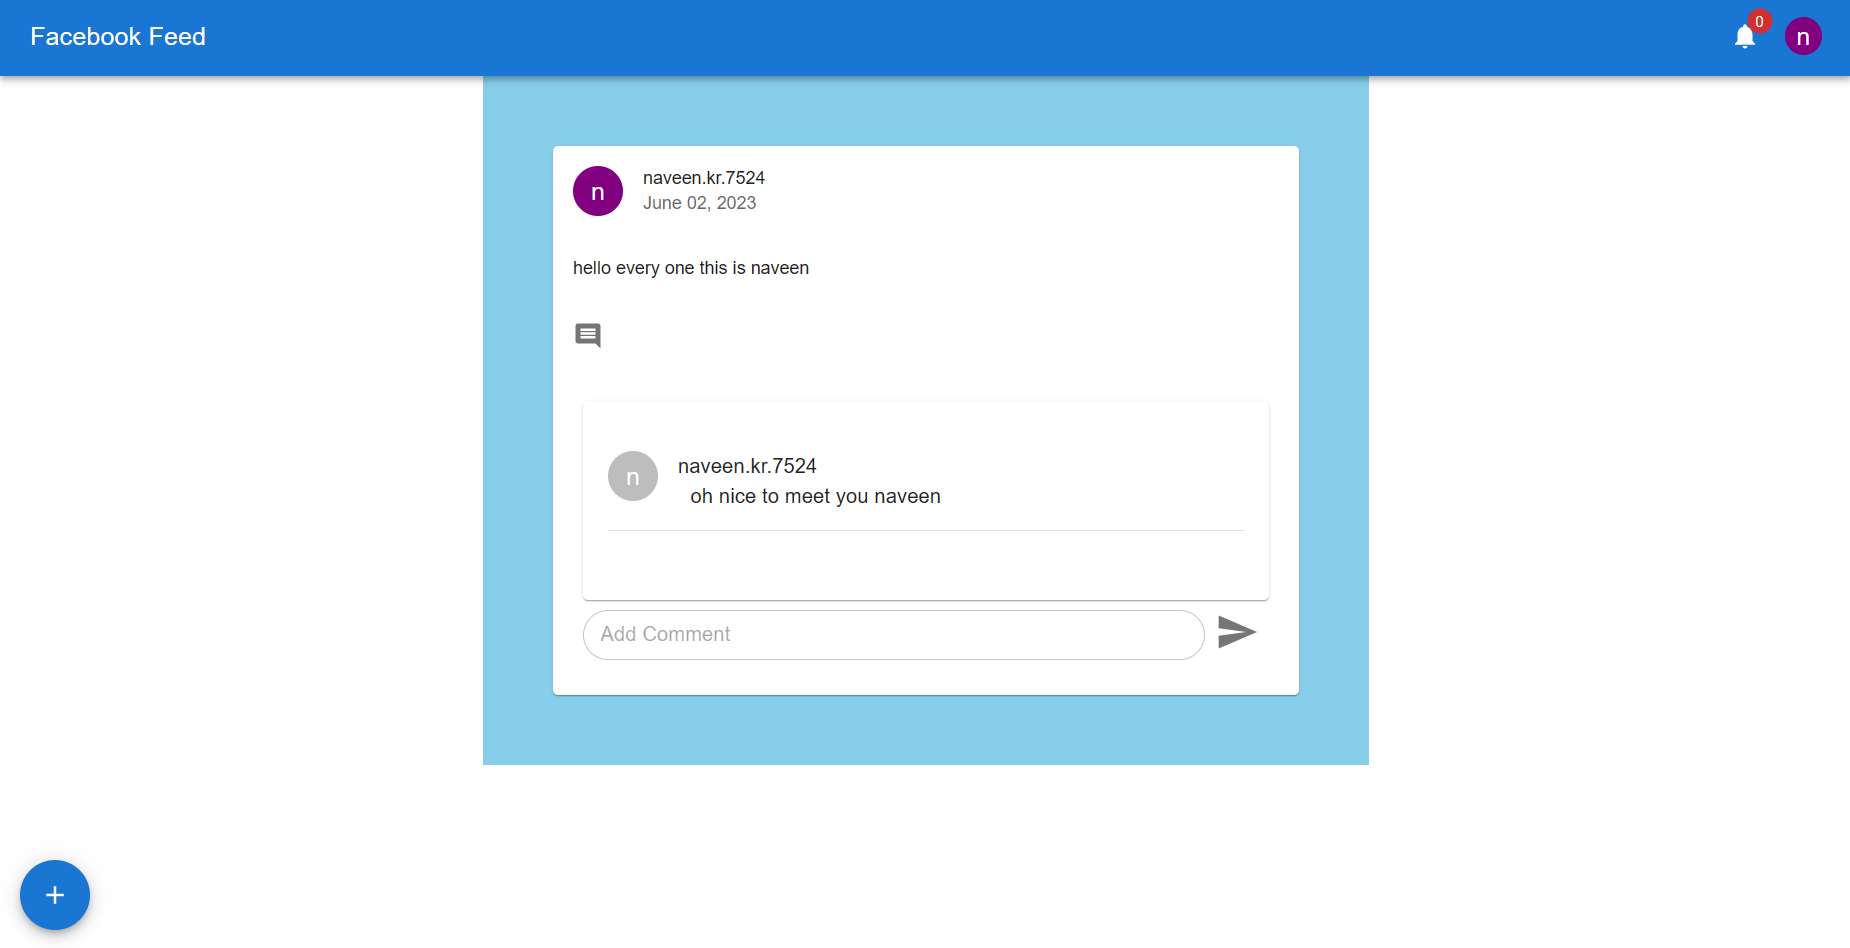 Facebook Feed
0
n
n
naveen.kr.7524
June 02, 2023
hello every one this is naveen
n
naveen.kr.7524
oh nice to meet you naveen
Add Comment